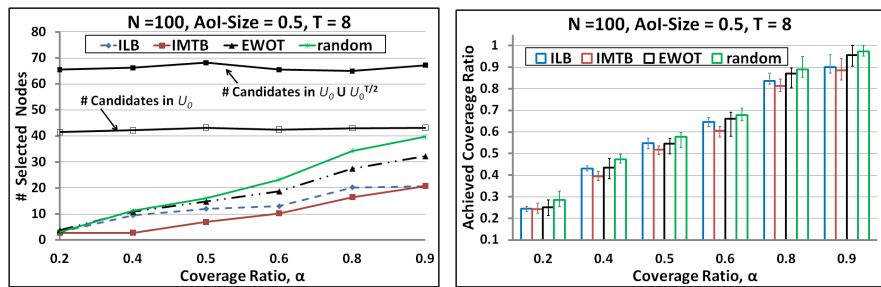 N =100, AoI-Size = 0.5, T = 8
80
70
60
50
40
30
20
10
0
# Selected Nodes
ILB IMTB EWOT random
# Candidates in U₀ U U₀ᵀ/²
# Candidates in U₀
0.2 0.4 0.5 0.6 0.8 0.9
Coverage Ratio, α
N =100, AoI-Size = 0.5, T = 8
1
0.9
0.8
0.7
0.6
0.5
0.4
0.3
0.2
0.1
Achieved Coveraege Ratio
ILB IMTB EWOT random
0.2 0.4 0.5 0.6 0.8 0.9
Coverage Ratio, α